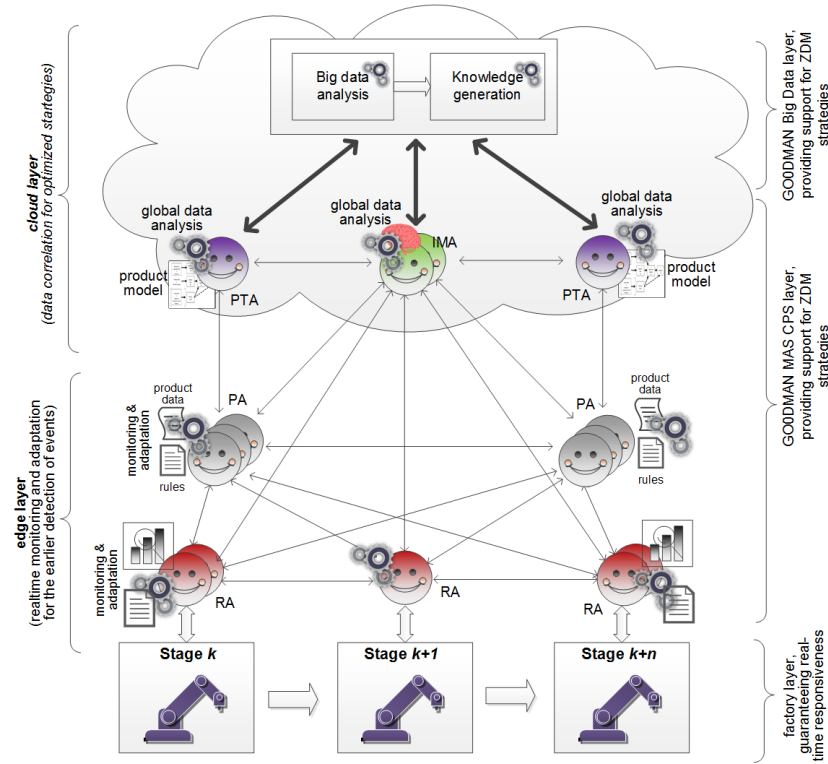 Big data
analysis
Knowledge
generation
cloud layer
(data correlation for optimized startegies)
GO0DMAN Big Data layer,
providing support for ZDM
strategies
global data
analysis
global data
analysis
global data
analysis
IMA
product
model
PTA
PTA
product
model
GO0DMAN MAS CPS layer,
providing support for ZDM
strategies
edge layer
(realtime monitoring and adaptation
for the earlier detection of events)
product
data
PA
monitoring &
adaptation
rules
PA
product
data
rules
monitoring &
adaptation
RA
RA
RA
Stage k
Stage k+1
Stage k+n
factory layer,
guaranteeing real-
time responsiveness